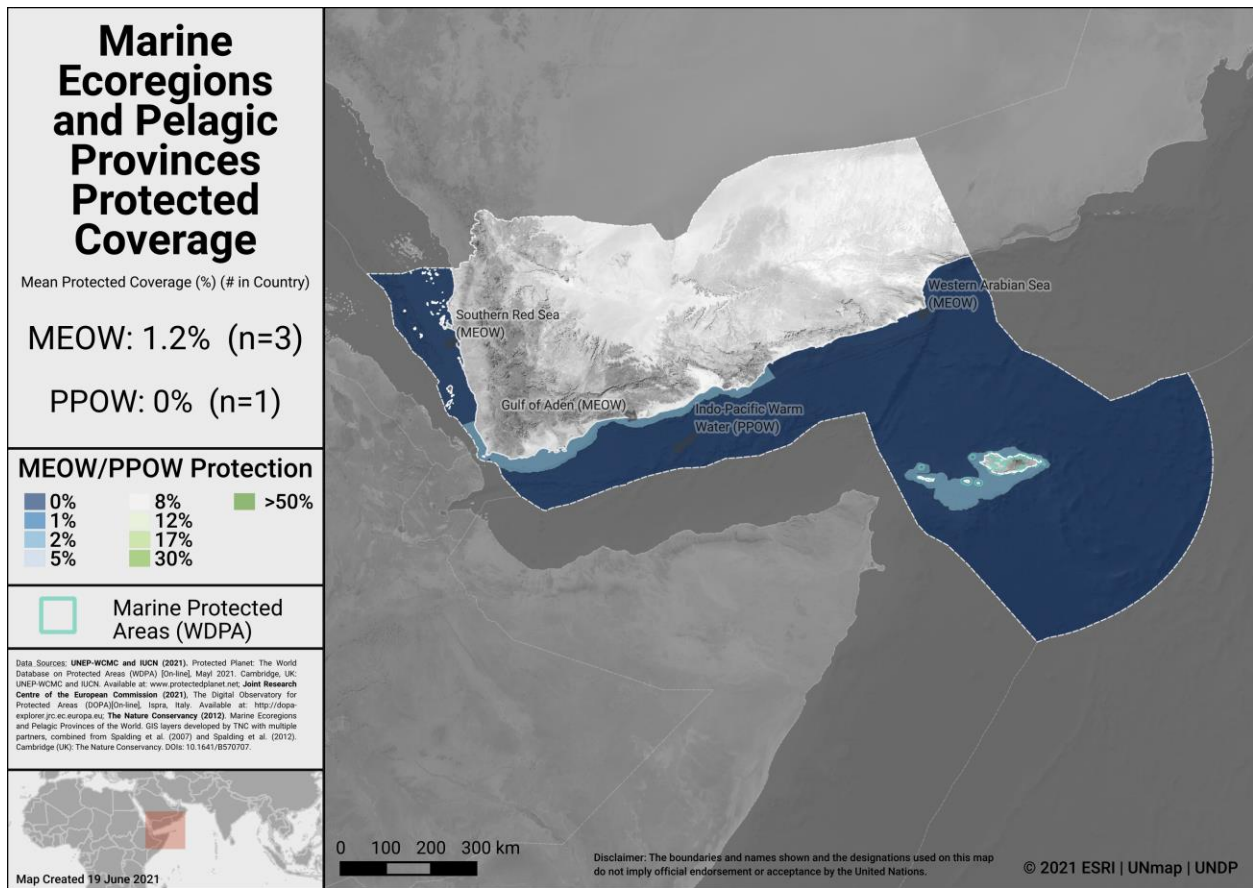 Marine
Ecoregions
and Pelagic
Provinces
Protected
Coverage
Mean Protected Coverage (%) (# in Country)
MEOW: 1.2% (n=3)
PPOW: 0% (n=1)
MEOW/PPOW Protection
0%
1%
2%
5%
8%
12%
17%
30%
>50%
Marine Protected
Areas (WDPA)
Data Sources: UNEP-WCMC and IUCN (2021). Protected Planet: The World
Database on Protected Areas (WDPA) [On-line], Mayl 2021. Cambridge, UK:
UNEP-WCMC and IUCN. Available at: www.protectedplanet.net; Joint Research
Centre of the European Commission (2021), The Digital Observatory for
Protected Areas (DOPA)[On-line], Ispra, Italy. Available at: http://dopa-
explorer.jrc.ec.europa.eu; The Nature Conservancy (2012). Marine Ecoregions
and Pelagic Provinces of the World. GIS layers developed by TNC with multiple
partners, combined from Spalding et al. (2007) and Spalding et al. (2012).
Cambridge (UK): The Nature Conservancy. DOIs: 10.1641/B570707.
Map Created 19 June 2021
Western Arabian Sea
(MEOW)
Southern Red Sea
(MEOW)
Gulf of Aden (MEOW)
Indo-Pacific Warm
Water (PPOW)
0 100 200 300 km
Disclaimer: The boundaries and names shown and the designations used on this map
do not imply official endorsement or acceptance by the United Nations.
© 2021 ESRI | UNmap | UNDP